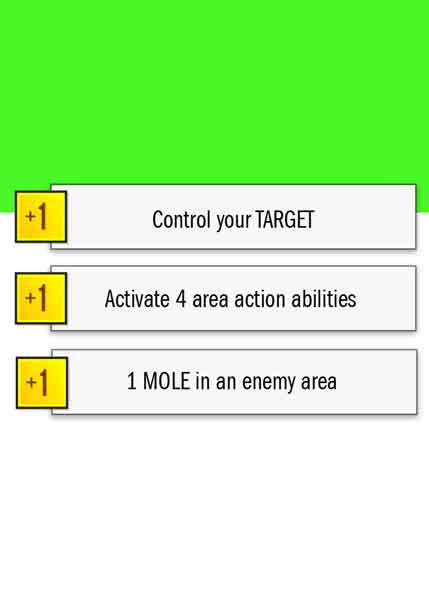 +1
Control your TARGET
+1
Activate 4 area action abilities
+1
1 MOLE in an enemy area